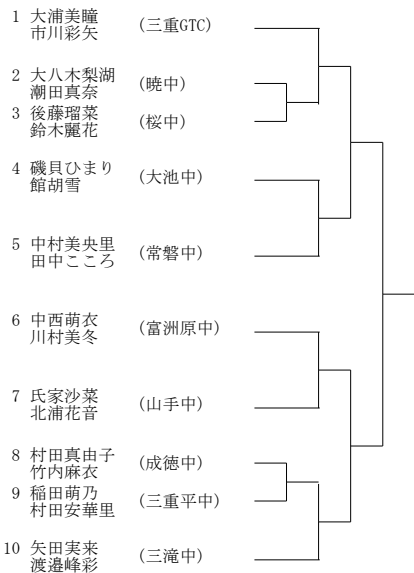 1 大浦美瞳 (三重GTC)
市川彩矢
2 大八木梨湖 (暁中)
潮田真奈
3 後藤瑠菜 (桜中)
鈴木麗花
4 磯貝ひまり (大池中)
館胡雪
5 中村美央里 (常磐中)
田中こころ
6 中西萌衣 (富洲原中)
川村美冬
7 氏家沙菜 (山手中)
北浦花音
8 村田真由子 (成徳中)
竹内麻衣
9 稲田萌乃 (三重平中)
村田安華里
10 矢田実来 (三滝中)
渡邉峰彩